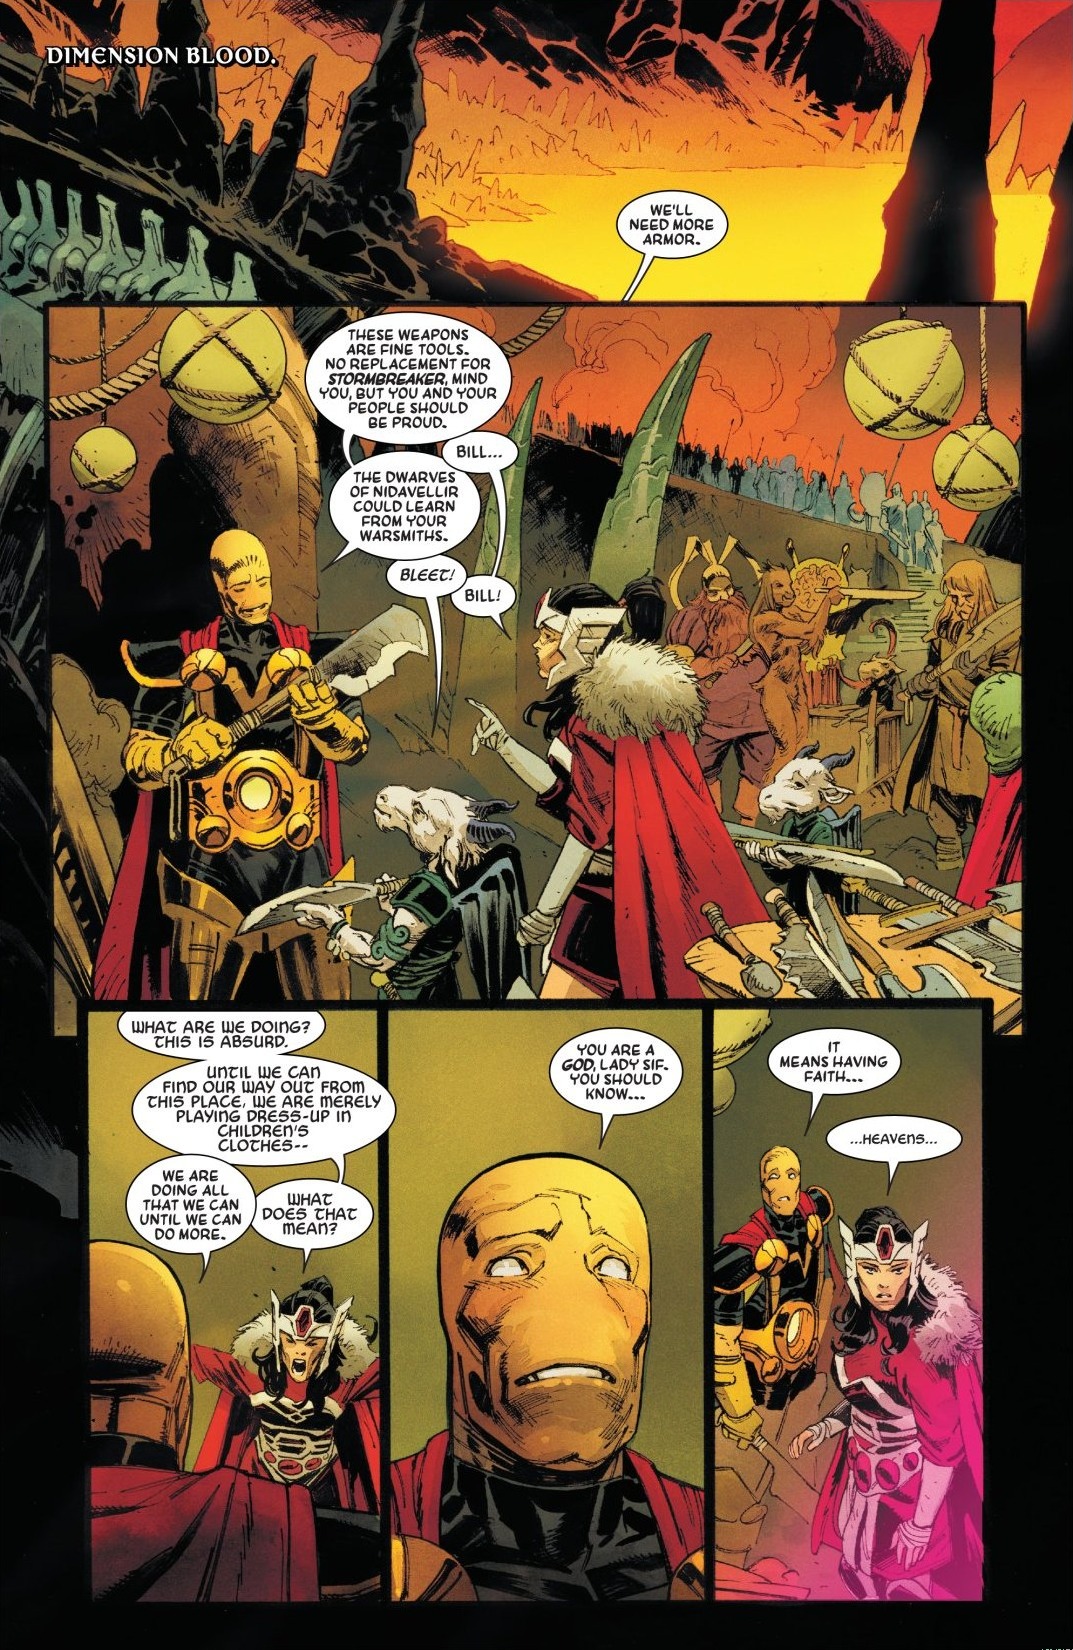 DIMENSION BLOOD.
WE'LL
NEED MORE
ARMOR.
THESE WEAPONS
ARE FINE TOOLS.
NO REPLACEMENT FOR
STORMBREAKER, MIND
YOU, BUT YOU AND YOUR
PEOPLE SHOULD
BE PROUD.
BILL...
THE DWARVES
OF NIDAVELLIR
COULD LEARN
FROM YOUR
WARSMITHS.
BLEET!
BILL!
WHAT ARE WE DOING?
THIS IS ABSURD.
UNTIL WE CAN
FIND OUR WAY OUT FROM
THIS PLACE, WE ARE MERELY
PLAYING DRESS-UP IN
CHILDREN'S
CLOTHES--
WE ARE
DOING ALL
THAT WE CAN
UNTIL WE CAN
DO MORE.
WHAT
DOES THAT
MEAN?
YOU ARE A
GOD, LADY SIF.
YOU SHOULD
KNOW...
IT
MEANS HAVING
FAITH...
...HEAVENS...